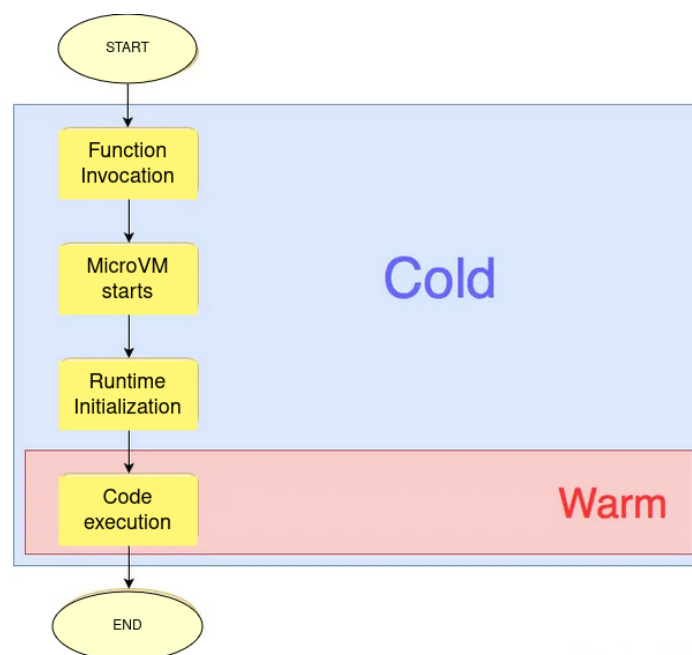 START
Function
Invocation
MicroVM
starts
Cold
Runtime
Initialization
Code
execution
Warm
END